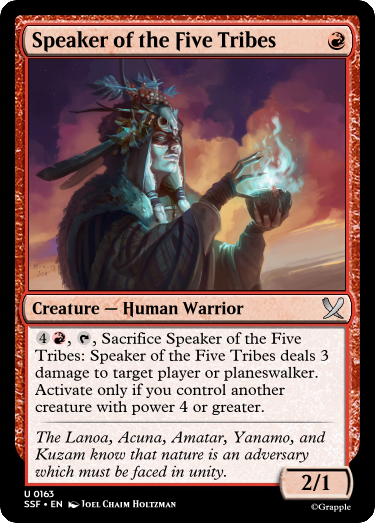 Speaker of the Five Tribes
4 , , Sacrifice Speaker of the Five
Tribes: Speaker of the Five Tribes deals 3
damage to target player or planeswalker.
Activate only if you control another
creature with power 4 or greater.
Creature — Human Warrior
The Lanoa, Acuna, Amatar, Yanamo, and
Kuzam know that nature is an adversary
which must be faced in unity.
2/1
U 0163
SSF • EN Joel Chaim Holtzman
©Grapple